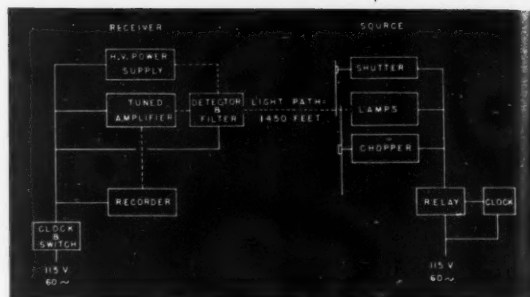 RECEIVER
SOURCE
H.V. POWER
SUPPLY
TUNED
AMPLIFIER
DETECTOR
&
FILTER
LIGHT PATH:
1450 FEET
SHUTTER
LAMPS
CHOPPER
RECORDER
RELAY
CLOCK
CLOCK
&
SWITCH
115 V
60~
115 V
60~